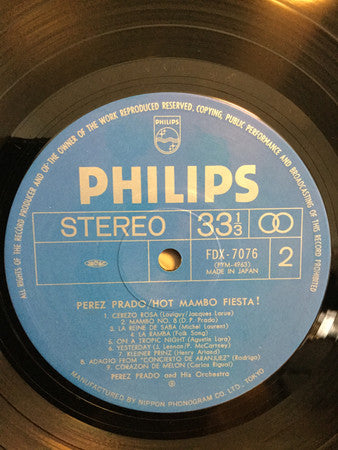 ALL RIGHTS OF THE RECORD PRODUCER AND OF THE OWNER OF THE WORK REPRODUCED RESERVED. COPYING, PUBLIC PERFORMANCE AND BROADCASTING OF THIS RECORD PROHIBITED
PHILIPS
PHILIPS
STEREO 33 1/3
FDX-7076
MADE IN JAPAN
2
PEREZ PRADO/HOT MAMBO FIESTA!
1. CEREZO ROSA (Louiguy/Jacques Larue)
2. MAMBO NO. 8 (D.P. Prado)
3. LA REINE DE SABA (Michel Laurent)
4. LA RAMBA (Folk Song)
5. ON A TROPIC NIGHT (Agustin Lara)
6. YESTERDAY (J. Lennon / P. McCartney)
7. KLEINER PRINZ (Henry Arland)
8. ADAGIO FROM "CONCIERTO DE ARANJUEZ" (Rodrigo)
9. CORAZON DE MELON (Carlos Rigual)
PEREZ PRADO and His Orchestra
MANUFACTURED BY NIPPON PHONOGRAM CO. LTD., TOKYO